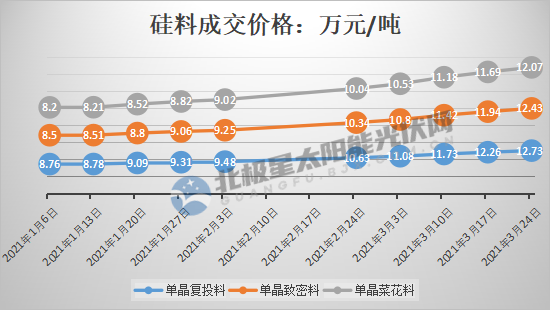 硅料成交价格：万元/吨
8.2 8.21 8.52 8.82 9.02 10.04 10.53 11.18 11.69 12.07
8.5 8.51 8.8 9.06 9.25 10.34 10.8 11.42 11.94 12.43
8.76 8.78 9.09 9.31 9.48 10.63 11.08 11.73 12.26 12.73
北极星太阳能光伏网
2021年1月6日 2021年1月13日 2021年1月20日 2021年1月27日 2021年2月3日 2021年2月10日 2021年2月17日 2021年2月24日 2021年3月3日 2021年3月10日 2021年3月17日 2021年3月24日
单晶复投料 单晶致密料 单晶菜花料